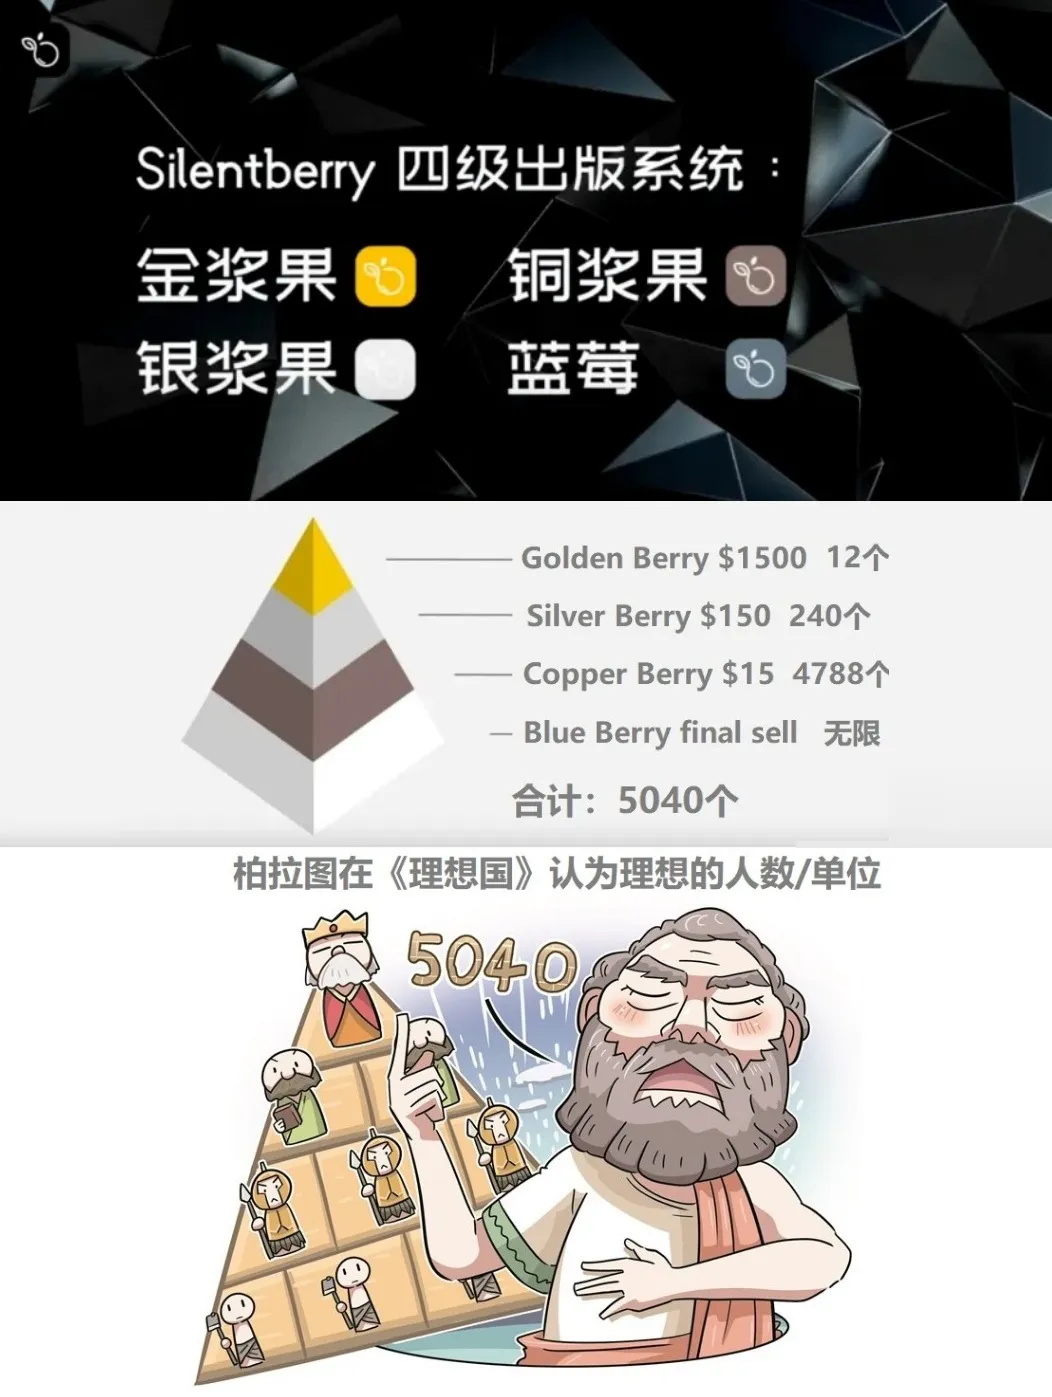 Silentberry 四级出版系统：
金浆果 铜浆果
银浆果 蓝莓
Golden Berry $1500 12个
Silver Berry $150 240个
Copper Berry $15 4788个
Blue Berry final sell 无限
合计：5040个
柏拉图在《理想国》认为理想的人数/单位
5040